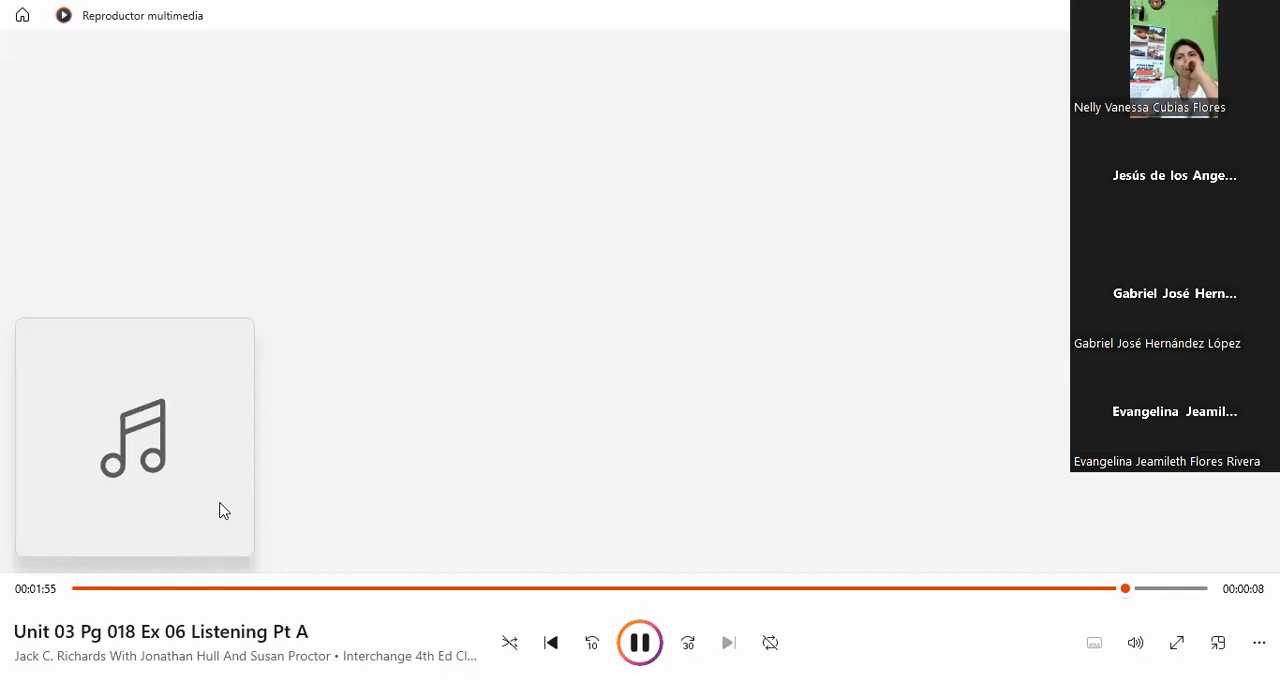 Reproductor multimedia
Nelly Vanessa Cubias Flores
Jesús de los Ange...
Gabriel José Hern...
Gabriel José Hernández López
Evangelina Jeamil...
Evangelina Jeamileth Flores Rivera
00:01:55
00:00:08
Unit 03 Pg 018 Ex 06 Listening Pt A
Jack C. Richards With Jonathan Hull And Susan Proctor • Interchange 4th Ed Cl...
10
30